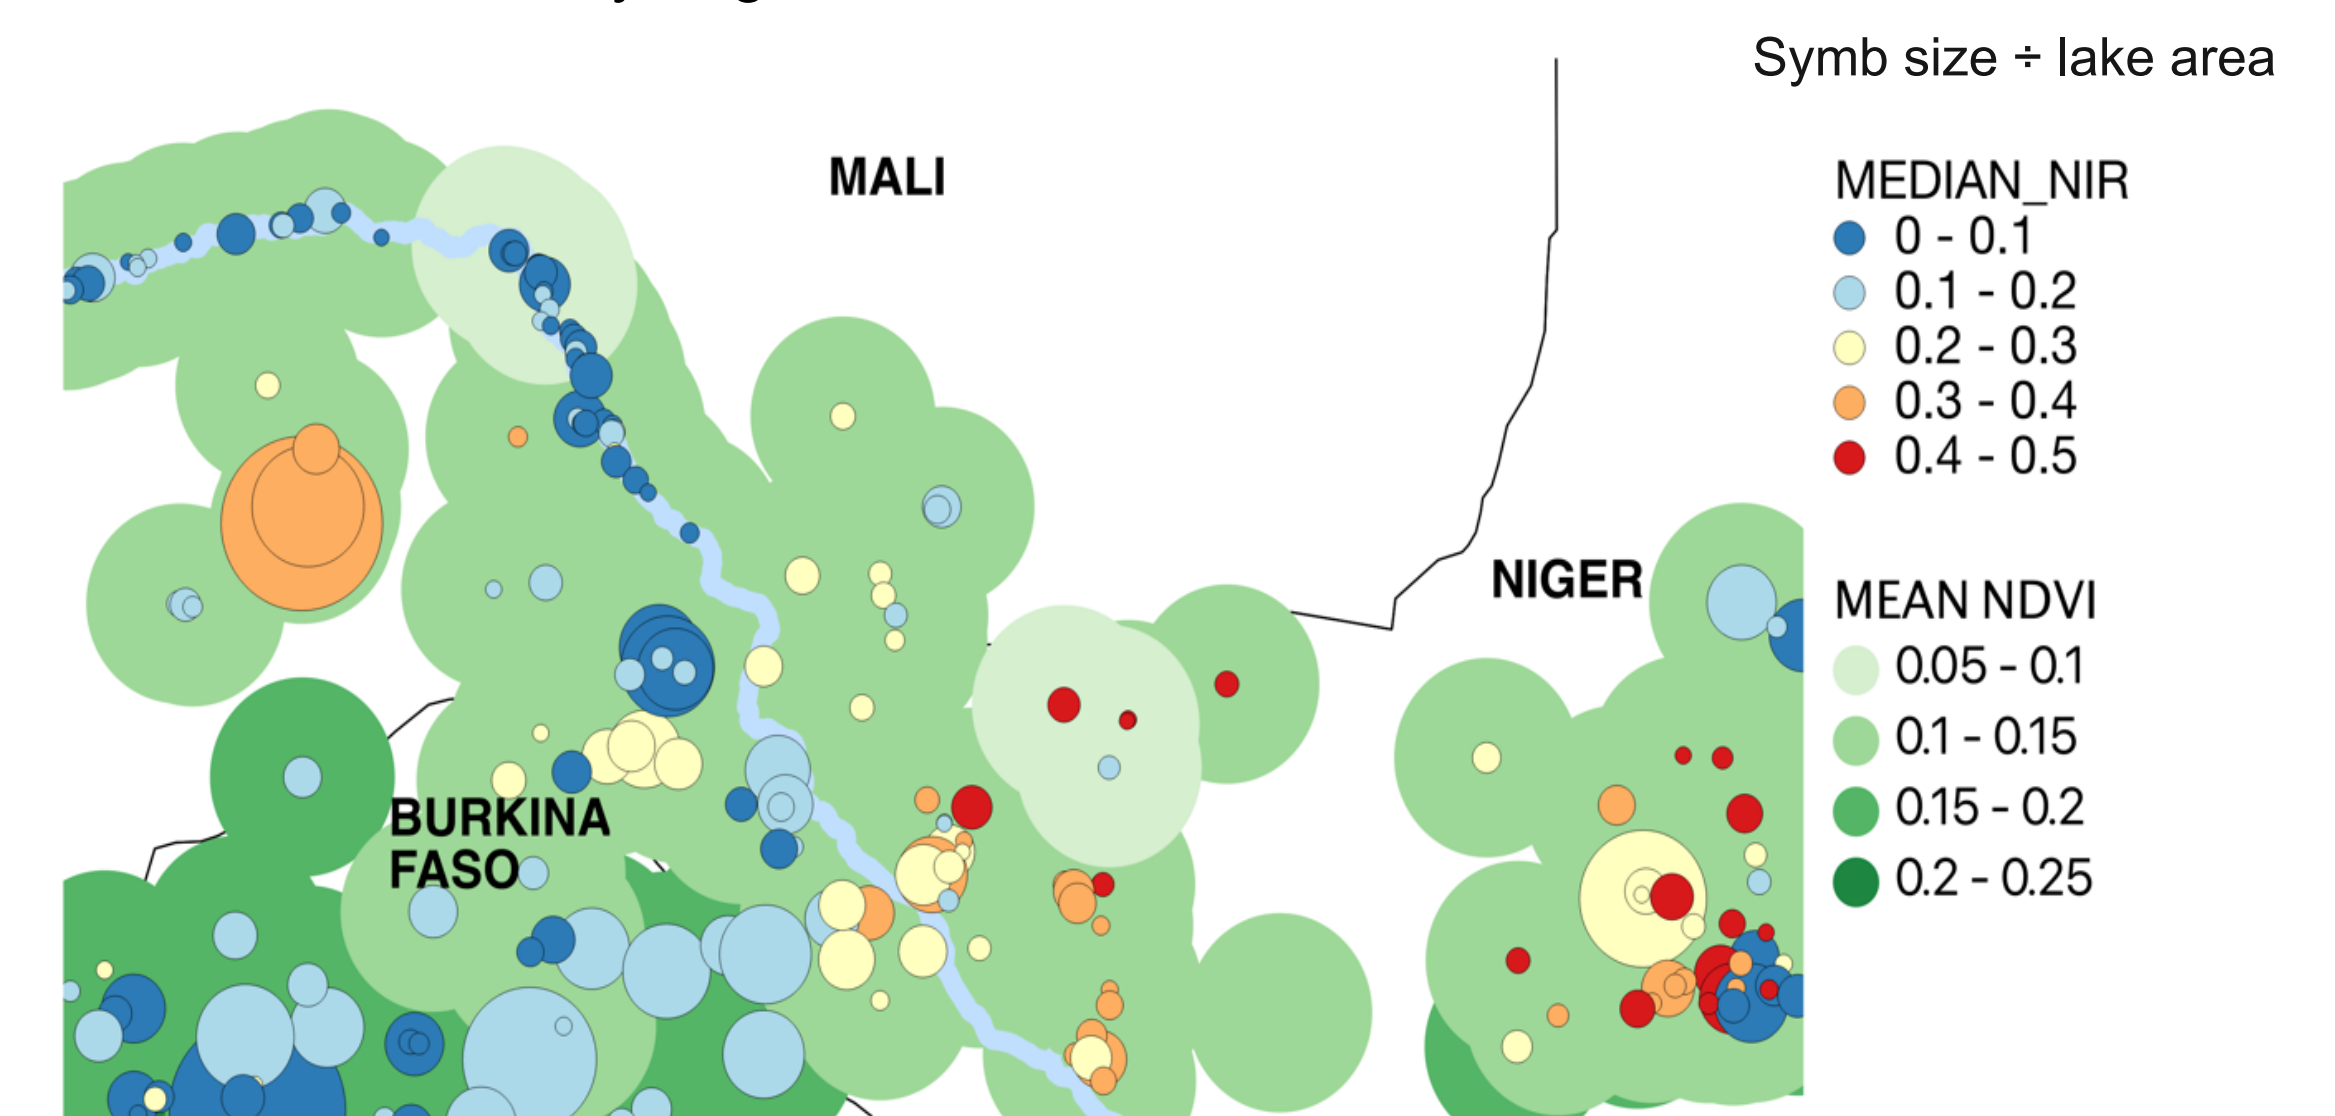 Symb size ÷ lake area
MALI
MEDIAN_NIR
0 - 0.1
0.1 - 0.2
0.2 - 0.3
0.3 - 0.4
0.4 - 0.5
NIGER
MEAN NDVI
0.05 - 0.1
0.1 - 0.15
0.15 - 0.2
0.2 - 0.25
BURKINA
FASO